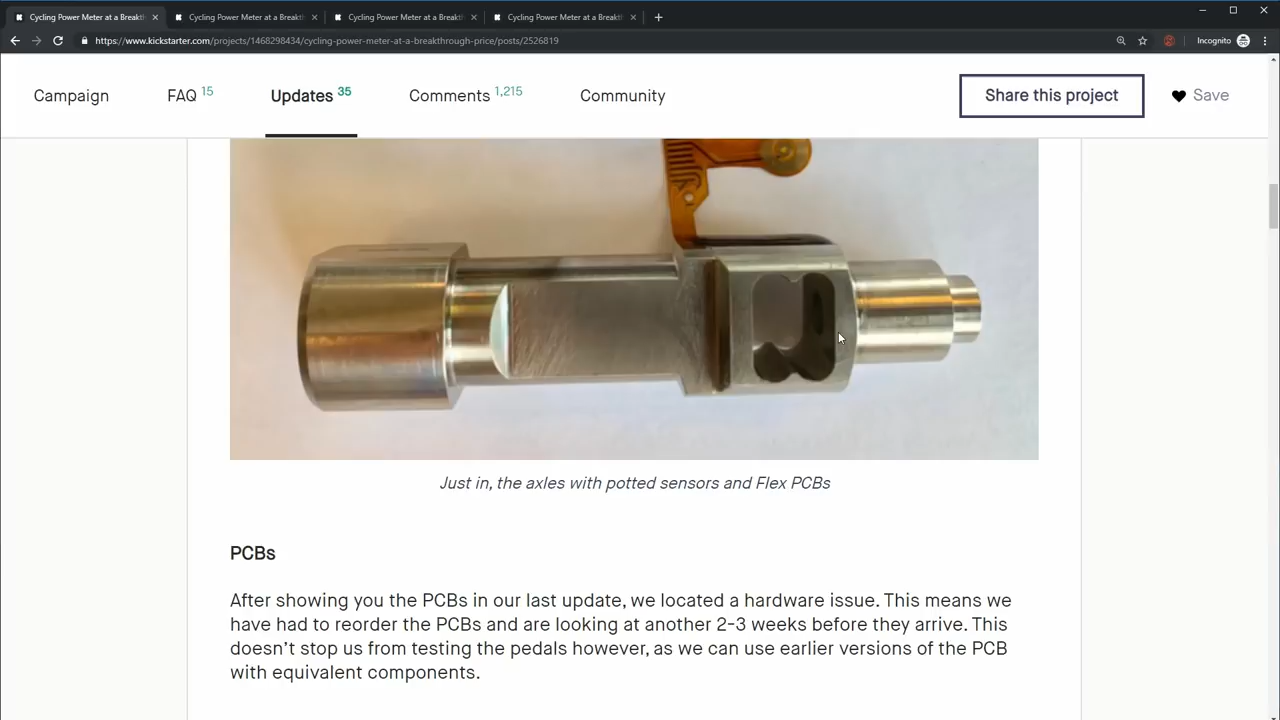 Cycling Power Meter at a Breakth
Cycling Power Meter at a Breakth
Cycling Power Meter at a Breakth
Cycling Power Meter at a Breakth
https://www.kickstarter.com/projects/1468298434/cycling-power-meter-at-a-breakthrough-price/posts/2526819
Incognito
Campaign FAQ 15 Updates 35 Comments 1,215 Community Share this project Save
Just in, the axles with potted sensors and Flex PCBs
PCBs
After showing you the PCBs in our last update, we located a hardware issue. This means we
have had to reorder the PCBs and are looking at another 2-3 weeks before they arrive. This
doesn't stop us from testing the pedals however, as we can use earlier versions of the PCB
with equivalent components.